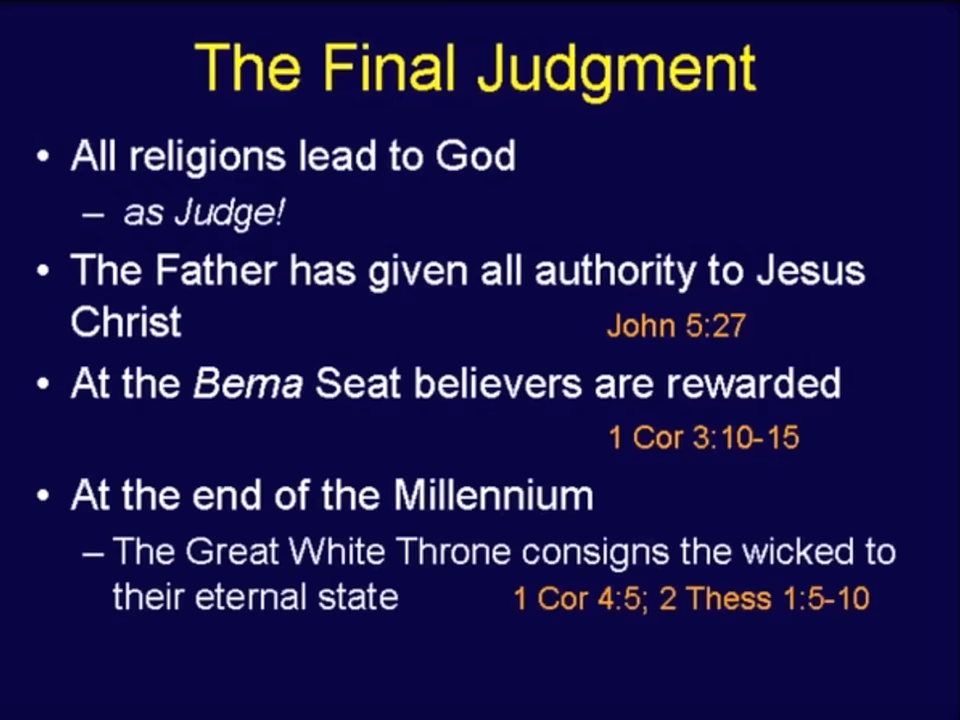 The Final Judgment
• All religions lead to God
– as Judge!
• The Father has given all authority to Jesus
Christ John 5:27
• At the Bema Seat believers are rewarded
1 Cor 3:10-15
• At the end of the Millennium
– The Great White Throne consigns the wicked to
their eternal state 1 Cor 4:5; 2 Thess 1:5-10